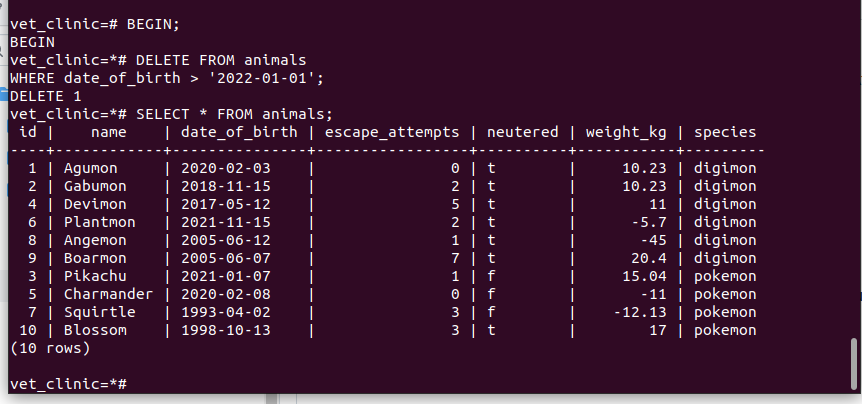 vet_clinic=# BEGIN;
BEGIN
vet_clinic=*# DELETE FROM animals
WHERE date_of_birth > '2022-01-01';
DELETE 1
vet_clinic=*# SELECT * FROM animals;
 id |    name    | date_of_birth | escape_attempts | neutered | weight_kg | species
----+------------+---------------+-----------------+----------+-----------+---------
  1 | Agumon     | 2020-02-03    |               0 | t        |     10.23 | digimon
  2 | Gabumon    | 2018-11-15    |               2 | t        |     10.23 | digimon
  4 | Devimon    | 2017-05-12    |               5 | t        |        11 | digimon
  6 | Plantmon   | 2021-11-15    |               2 | t        |      -5.7 | digimon
  8 | Angemon    | 2005-06-12    |               1 | t        |       -45 | digimon
  9 | Boarmon    | 2005-06-07    |               7 | t        |      20.4 | digimon
  3 | Pikachu    | 2021-01-07    |               1 | f        |     15.04 | pokemon
  5 | Charmander | 2020-02-08    |               0 | f        |       -11 | pokemon
  7 | Squirtle   | 1993-04-02    |               3 | f        |    -12.13 | pokemon
 10 | Blossom    | 1998-10-13    |               3 | t        |        17 | pokemon
(10 rows)
vet_clinic=*#